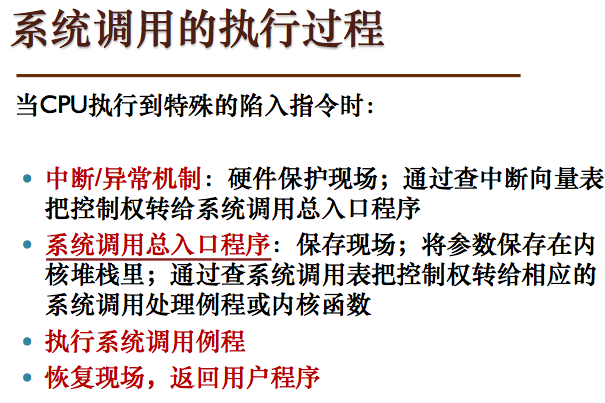 系统调用的执行过程
当CPU执行到特殊的陷入指令时：
• 中断/异常机制：硬件保护现场；通过查中断向量表
把控制权转给系统调用总入口程序
• 系统调用总入口程序：保存现场；将参数保存在内
核堆栈里；通过查系统调用表把控制权转给相应的
系统调用处理例程或内核函数
• 执行系统调用例程
• 恢复现场，返回用户程序